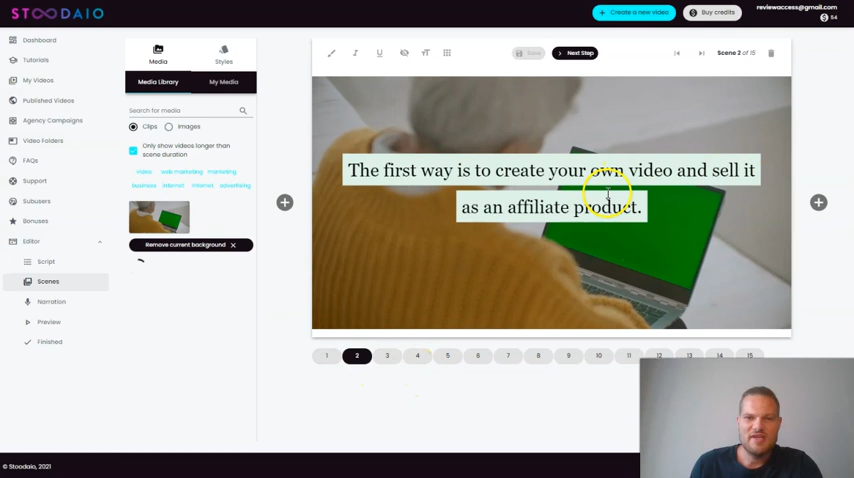 STOODAIO
+ Create a new video
Buy credits
reviewaccess@gmail.com
54
Dashboard
Tutorials
My Videos
Published Videos
Agency Campaigns
Video Folders
FAQs
Support
Subusers
Bonuses
Editor
Script
Scenes
Narration
Preview
Finished
Media
Styles
Media Library
My Media
Search for media
Clips
Images
Only show videos longer than
scene duration
video
web marketing
marketing
business
internet
internet
advertising
Remove current background
Save
Next Step
Scene 2 of 15
The first way is to create your own video and sell it
as an affiliate product.
1 2 3 4 5 6 7 8 9 10 11 12 13 14 15
© Stoodaio, 2021